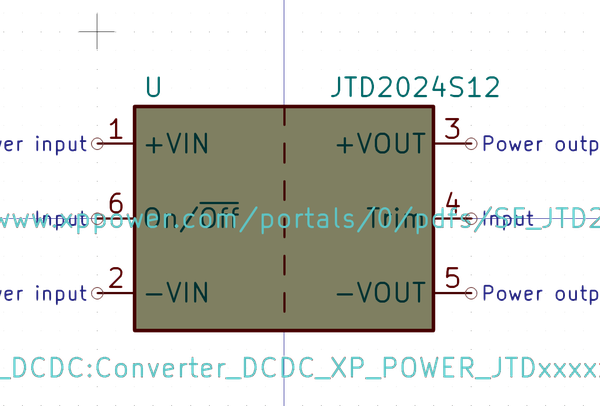 U JTD2024S12
1 +VIN +VOUT 3
6 On/Off Trim 4
Input Input
2 -VIN -VOUT 5
Power outp
Power outp
wer input
wer input
www.xppower.com/portals/0/pdfs/SF_JTD2
_DCDC:Converter_DCDC_XP_POWER_JTDxxxx